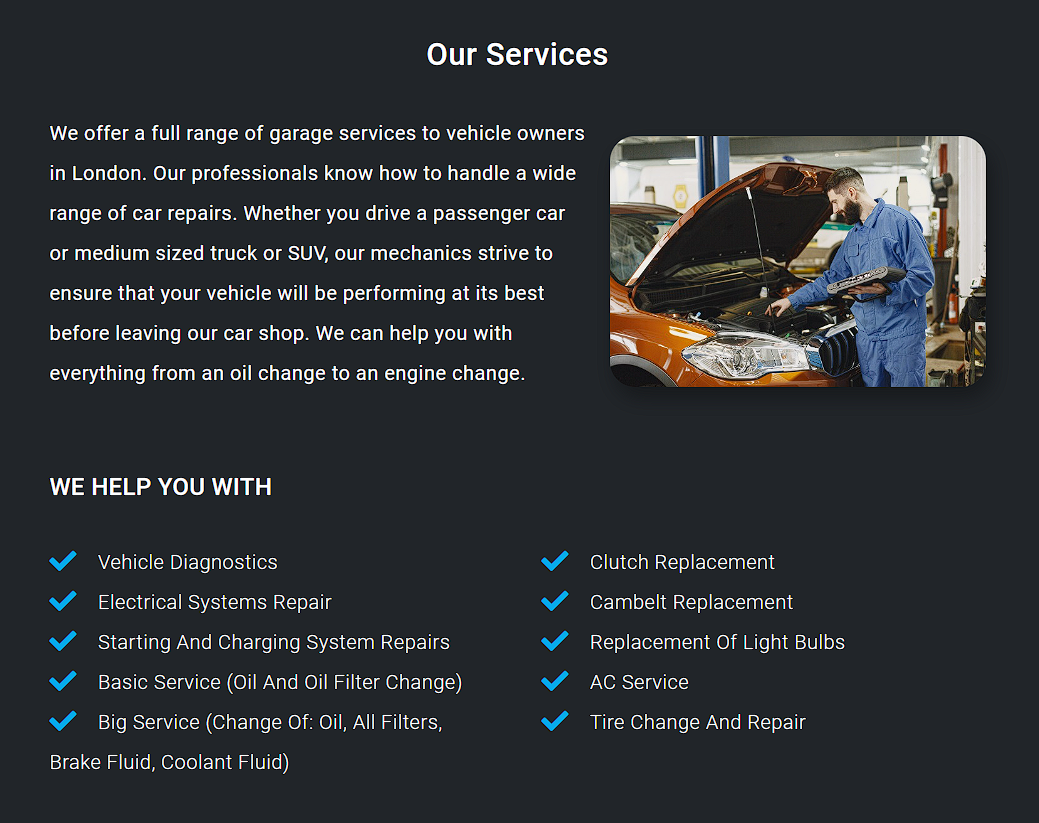 Our Services
We offer a full range of garage services to vehicle owners
in London. Our professionals know how to handle a wide
range of car repairs. Whether you drive a passenger car
or medium sized truck or SUV, our mechanics strive to
ensure that your vehicle will be performing at its best
before leaving our car shop. We can help you with
everything from an oil change to an engine change.
WE HELP YOU WITH
Vehicle Diagnostics
Electrical Systems Repair
Starting And Charging System Repairs
Basic Service (Oil And Oil Filter Change)
Big Service (Change Of: Oil, All Filters,
Brake Fluid, Coolant Fluid)
Clutch Replacement
Cambelt Replacement
Replacement Of Light Bulbs
AC Service
Tire Change And Repair